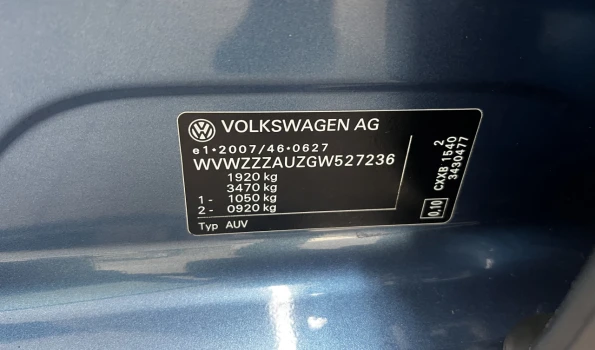 VOLKSWAGEN AG
e1*2007/46*0627
WVWZZZAUZGW527236
1920 kg
3470 kg
1 - 1050 kg
2 - 0920 kg
Typ AUV
0,10
2
CXXB 1540
3430477